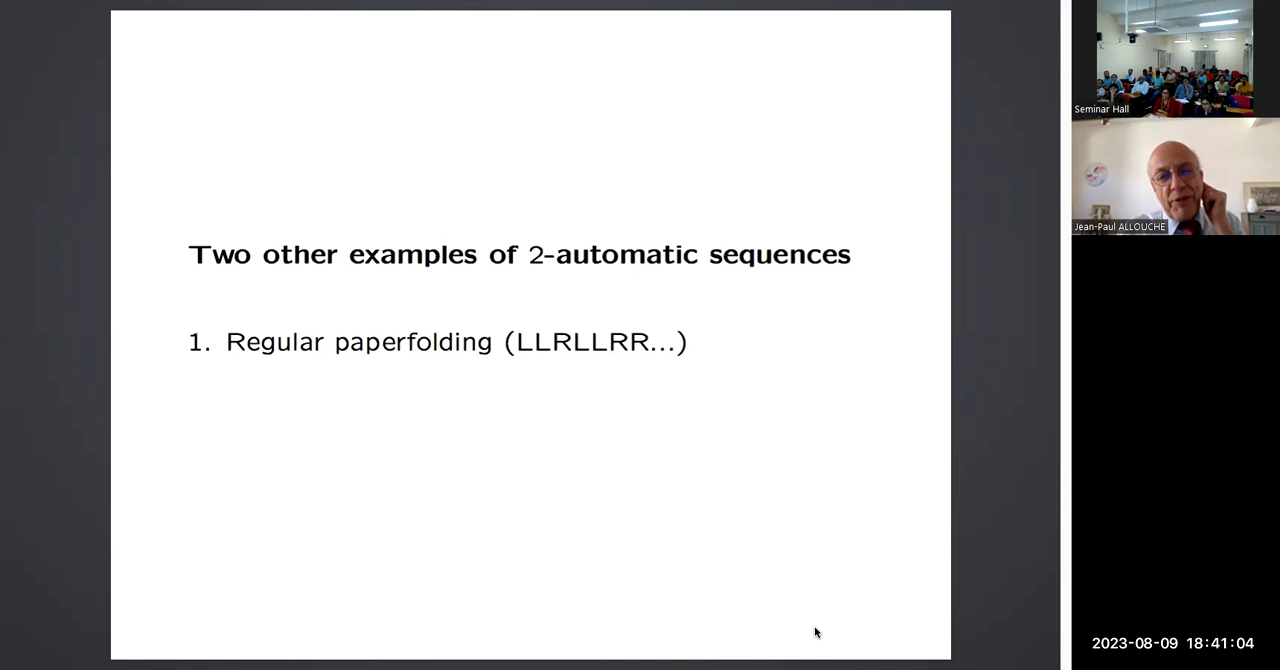 Two other examples of 2-automatic sequences
1. Regular paperfolding (LLRLLRR...)
Seminar Hall
Jean-Paul ALLOUCHE
2023-08-09 18:41:04